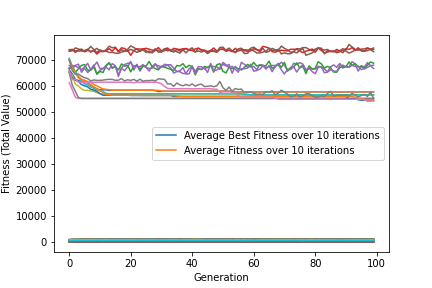 70000
60000
50000
40000
30000
20000
10000
0
Fitness (Total Value)
Average Best Fitness over 10 iterations
Average Fitness over 10 iterations
0 20 40 60 80 100
Generation